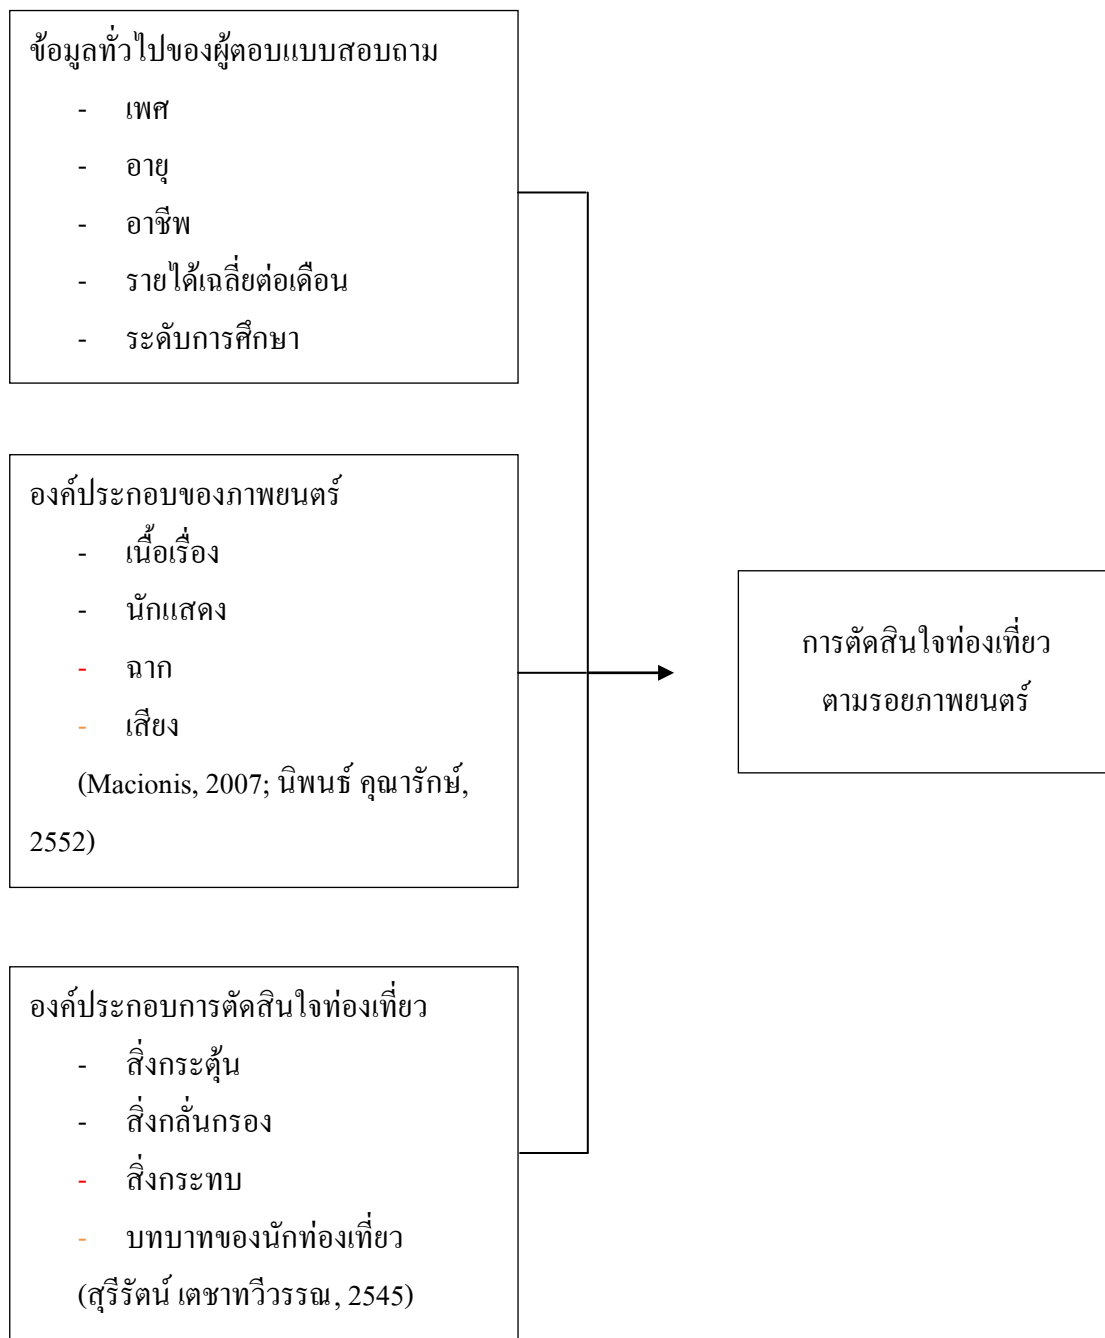 ข้อมูลทั่วไปของผู้ตอบแบบสอบถาม
- เพศ
- อายุ
- อาชีพ
- รายได้เฉลี่ยต่อเดือน
- ระดับการศึกษา
องค์ประกอบของภาพยนตร์
- เนื้อเรื่อง
- นักแสดง
- ฉาก
- เสียง
(Macionis, 2007; นิพนธ์ คุณารักษ์,
2552)
องค์ประกอบการตัดสินใจท่องเที่ยว
- สิ่งกระตุ้น
- สิ่งกลั่นกรอง
- สิ่งกระทบ
- บทบาทของนักท่องเที่ยว
(สุรีรัตน์ เตชาทวีวรรณ, 2545)
การตัดสินใจท่องเที่ยว
ตามรอยภาพยนตร์